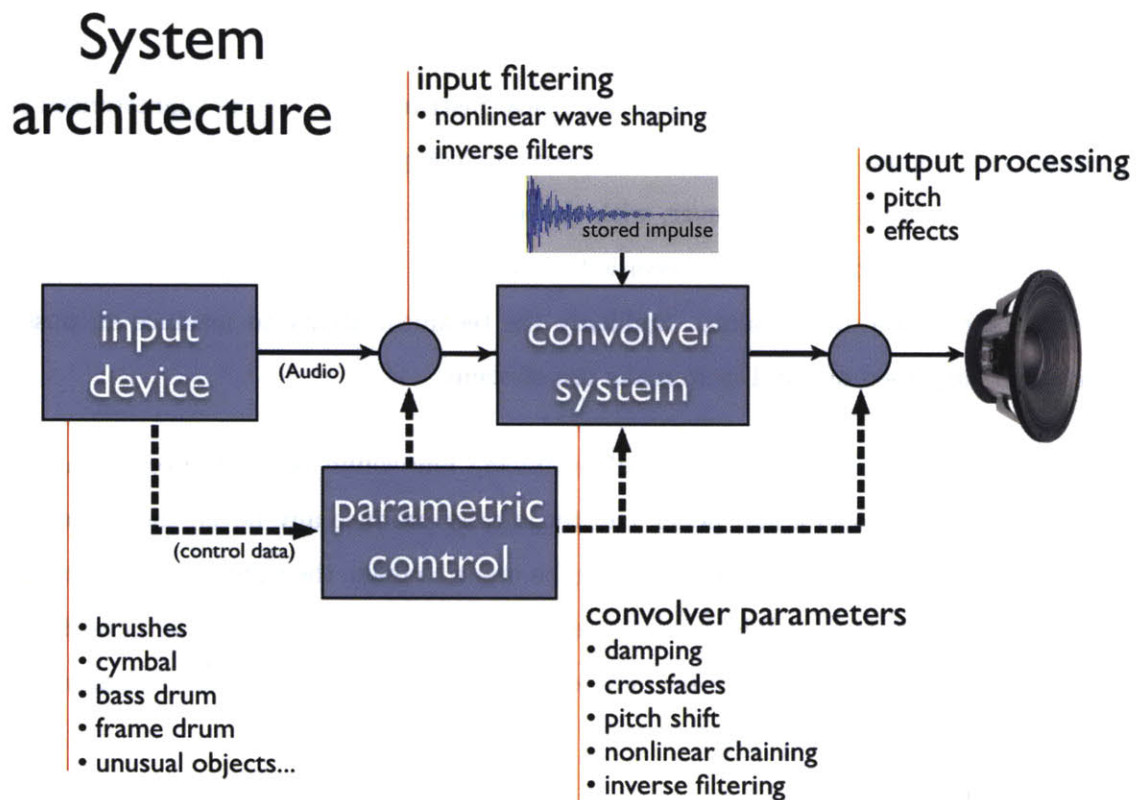 System
architecture
input filtering
• nonlinear wave shaping
• inverse filters
output processing
• pitch
• effects
stored impulse
input
device
(Audio)
convolver
system
parametric
control
(control data)
• brushes
• cymbal
• bass drum
• frame drum
• unusual objects...
convolver parameters
• damping
• crossfades
• pitch shift
• nonlinear chaining
• inverse filtering